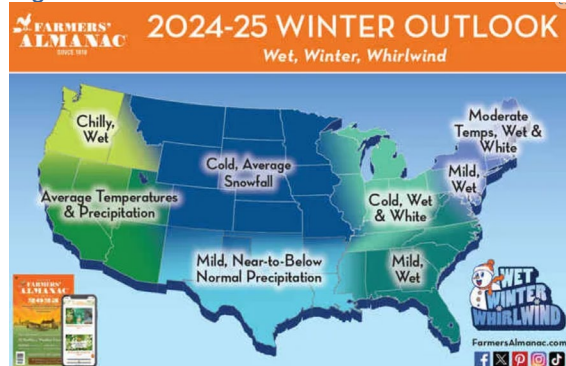 FARMERS'
ALMANAC
SINCE 1818
2024-25 WINTER OUTLOOK
Wet, Winter, Whirlwind
Chilly,
Wet
Cold, Average
Snowfall
Moderate
Temps, Wet &
White
Mild,
Wet
Average Temperatures
& Precipitation
Cold, Wet
& White
Mild, Near-to-Below
Normal Precipitation
Mild,
Wet
FARMERS'
ALMANAC
WET
WINTER
WHIRLWIND
FarmersAlmanac.com